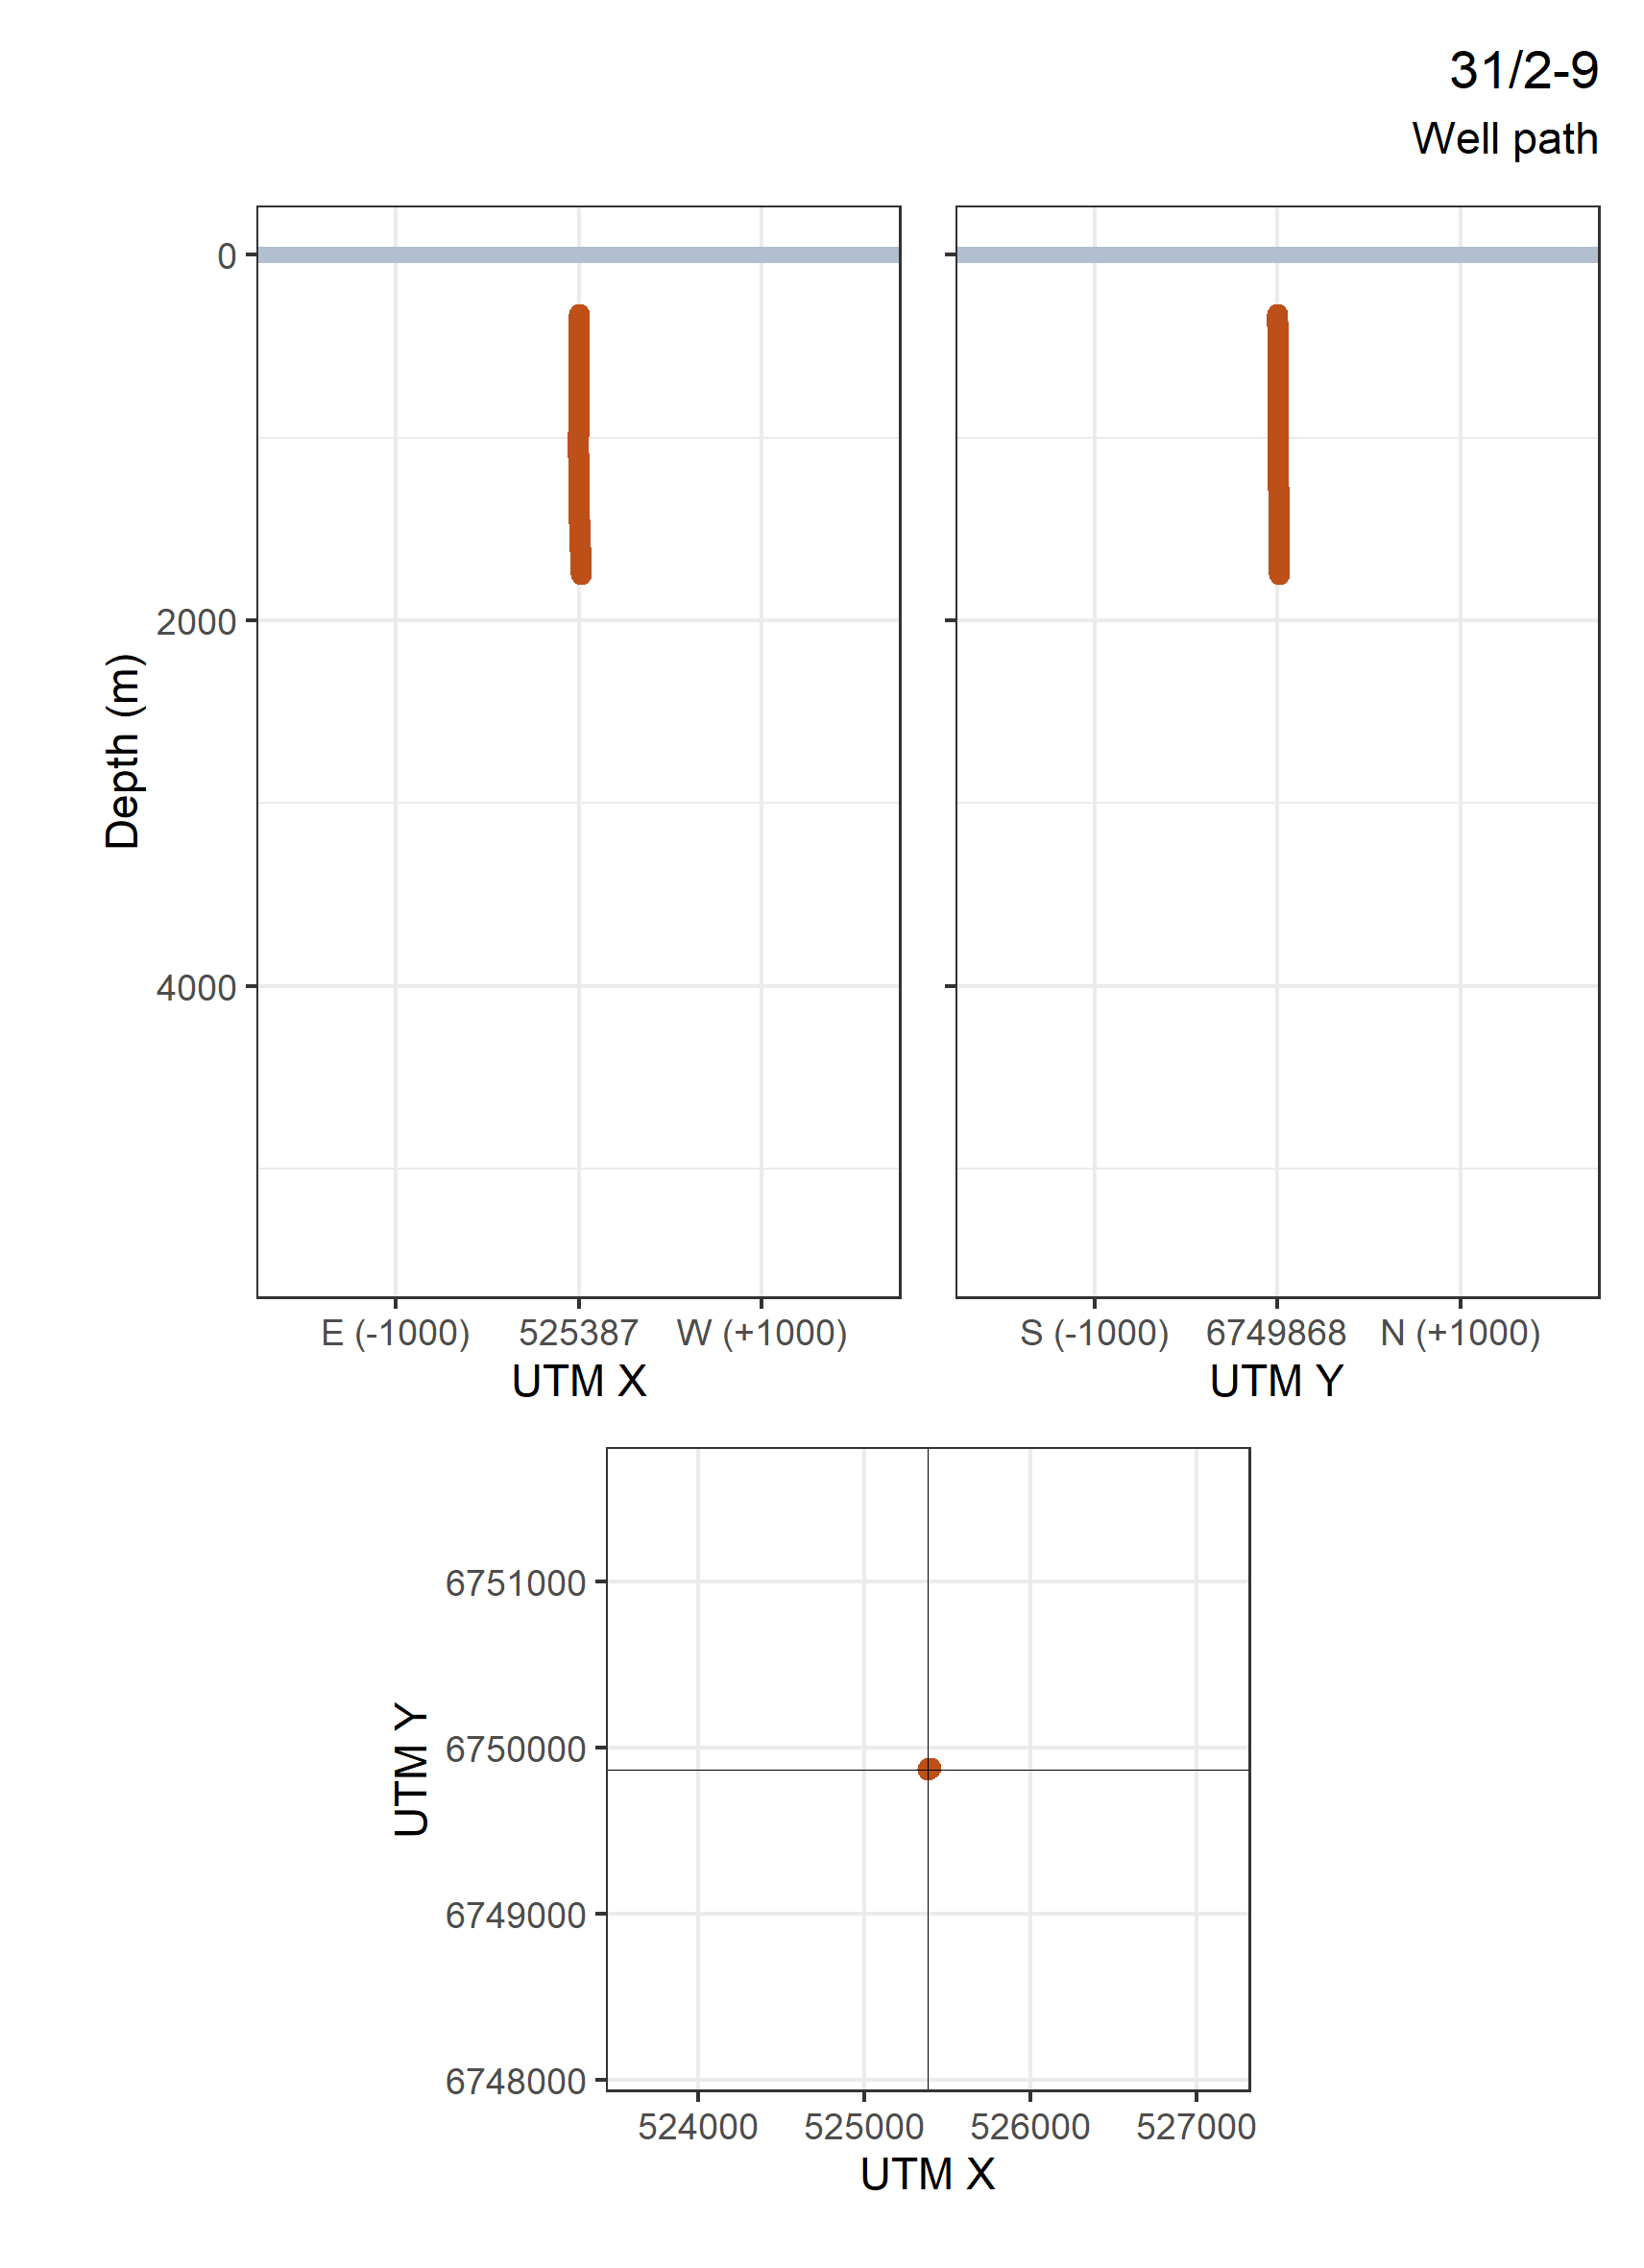 31/2-9
Well path
0
2000
4000
Depth (m)
E (-1000) 525387 W (+1000)
UTM X
S (-1000) 6749868 N (+1000)
UTM Y
6751000
6750000
6749000
6748000
UTM Y
524000 525000 526000 527000
UTM X